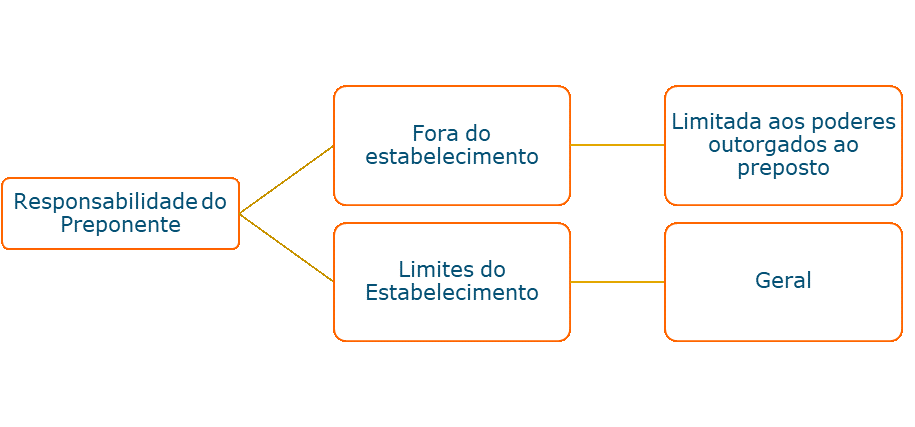 Responsabilidade do
Preponente
Fora do
estabelecimento
Limitada aos poderes
outorgados ao
preposto
Limites do
Estabelecimento
Geral